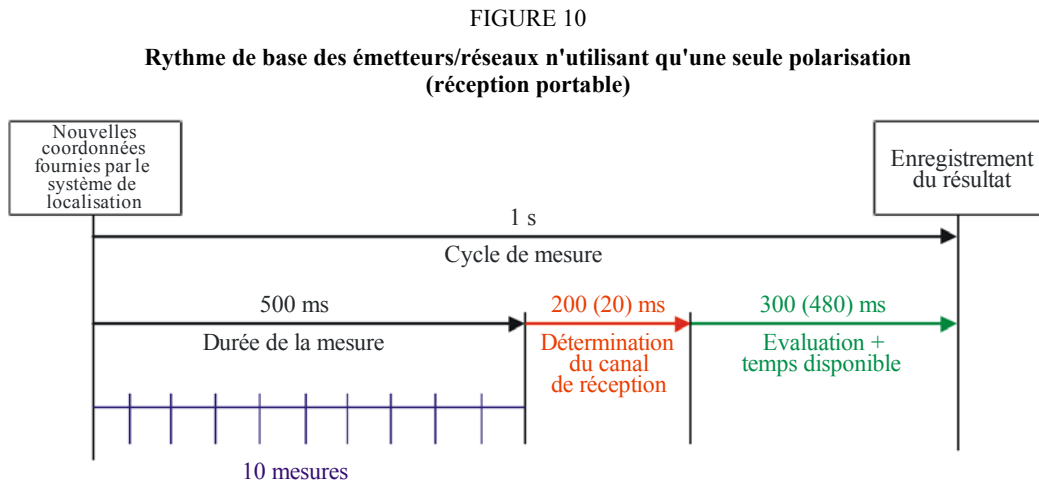 FIGURE 10
Rythme de base des émetteurs/réseaux n'utilisant qu'une seule polarisation
(réception portable)
Nouvelles
coordonnées
fournies par le
système de
localisation
Enregistrement
du résultat
1 s
Cycle de mesure
500 ms
Durée de la mesure
200 (20) ms
Détermination
du canal
de réception
300 (480) ms
Evaluation +
temps disponible
10 mesures